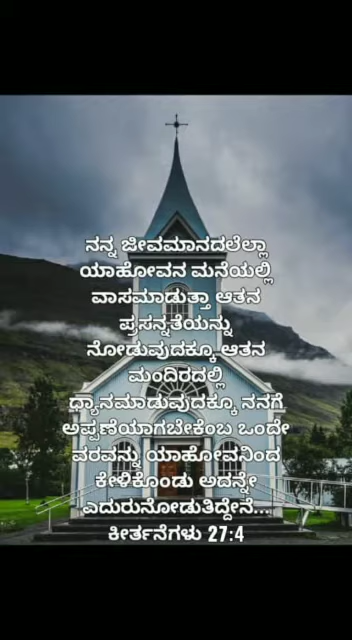 ನನ್ನ ಜೀವಮಾನದಲೆಲ್ಲಾ
ಯಾಹೋವನ ಮನೆಯಲ್ಲಿ
ವಾಸಮಾಡುತ್ತಾ ಆತನ
ಪ್ರಸನ್ನತೆಯನ್ನು
ನೋಡುವುದಕ್ಕೂ ಆತನ
ಮಂದಿರದಲ್ಲಿ
ಧ್ಯಾನಮಾಡುವುದಕ್ಕೂ ನನಗೆ
ಅಪ್ಪಣೆಯಾಗಬೇಕೆಂಬ ಒಂದೇ
ವರವನ್ನು ಯಾಹೋವನಿಂದ
ಕೇಳಿಕೊಂಡು ಅದನ್ನೇ
ಎದುರುನೋಡುತಿದ್ದೇನೆ...
ಕೀರ್ತನೆಗಳು 27:4